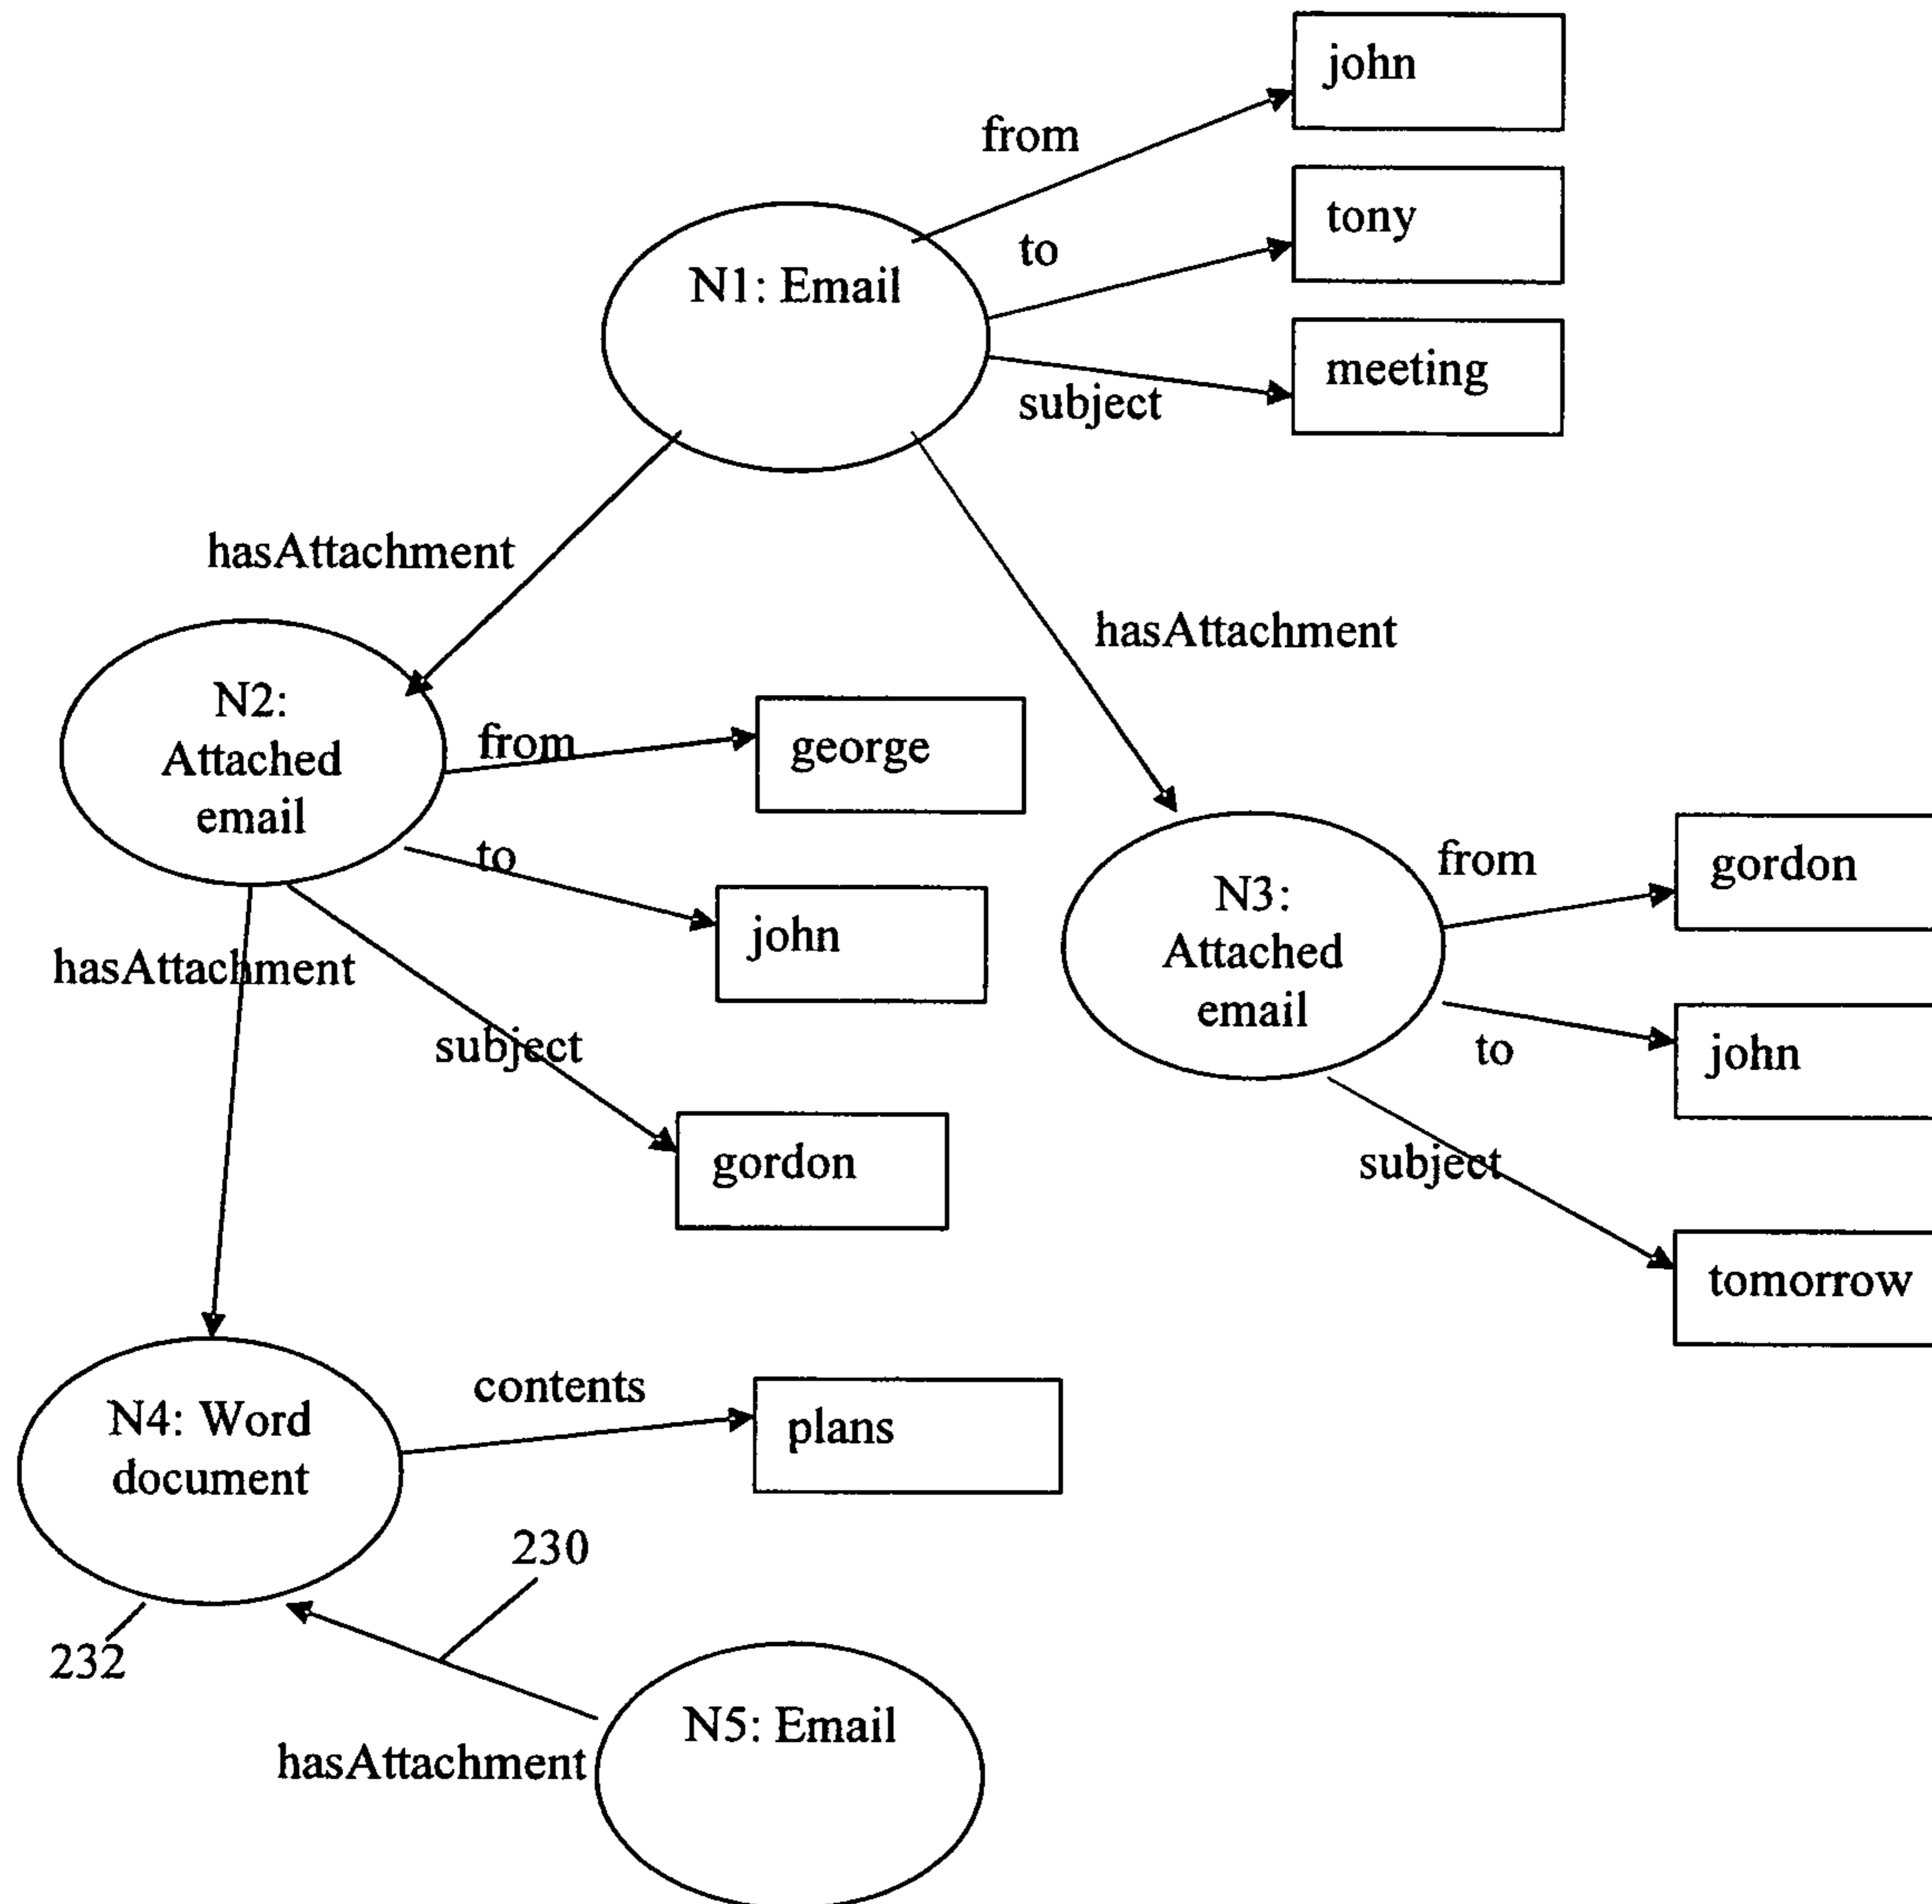 john
from
tony
to
N1: Email
meeting
subject
hasAttachment
hasAttachment
N2:
Attached
email
from
george
to
john
gordon
from
N3:
Attached
email
hasAttachment
subject
john
to
gordon
subject
tomorrow
contents
N4: Word
document
plans
230
232
N5: Email
hasAttachment